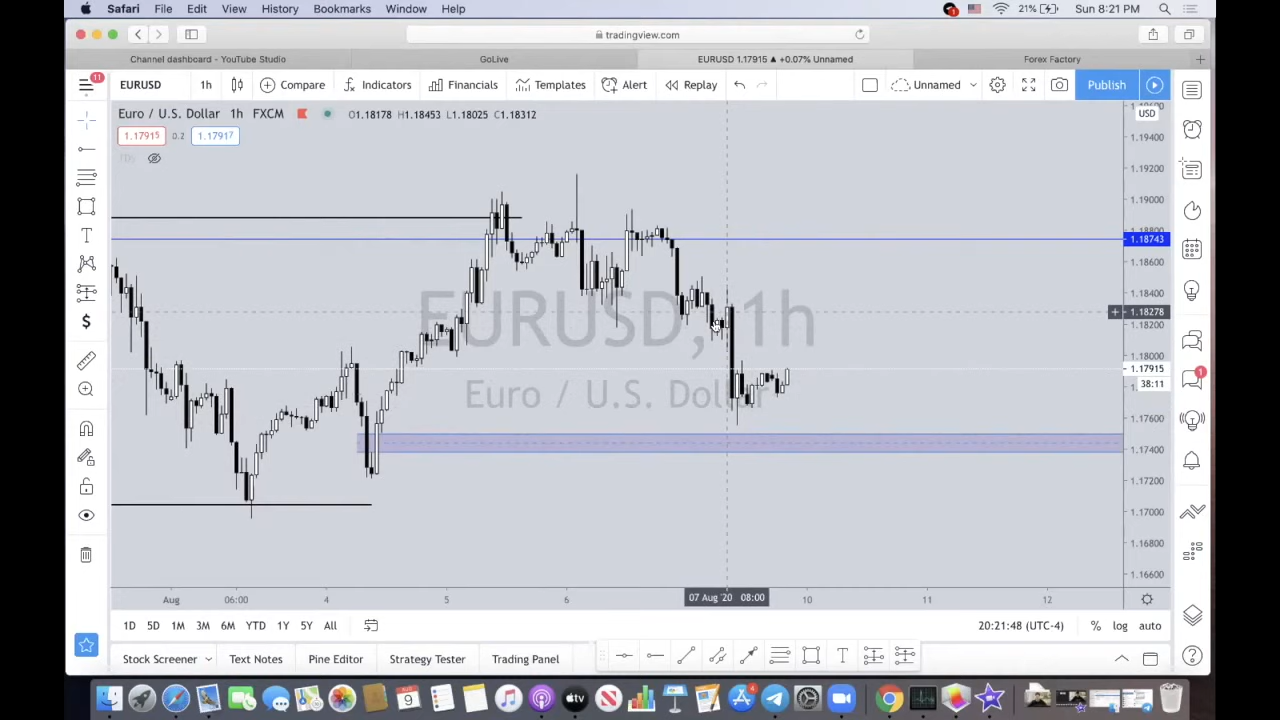 Safari File Edit View History Bookmarks Window Help 21% Sun 8:21 PM
tradingview.com
Channel dashboard - YouTube Studio GoLive EURUSD 1.17915 ▲ +0.07% Unnamed Forex Factory
11 EURUSD 1h Compare Indicators Financials Templates Alert Replay Unnamed Publish
Euro / U.S. Dollar 1h FXCM O1.18178 H1.18453 L1.18025 C1.18312
USD
1.17915 0.2 1.17917
1.19400
1.19200
1.19000
1.18743
1.18600
1.18400
EURUSD, 1h
1.18278
1.18200
1.18000
1.17915
38:11
Euro / U.S. Dollar
1.17600
1.17400
1.17200
1.17000
1.16800
1.16600
Aug 06:00 4 5 6 07 Aug '20 08:00 10 11 12
1D 5D 1M 3M 6M YTD 1Y 5Y All 20:21:48 (UTC-4) % log auto
Stock Screener Text Notes Pine Editor Strategy Tester Trading Panel